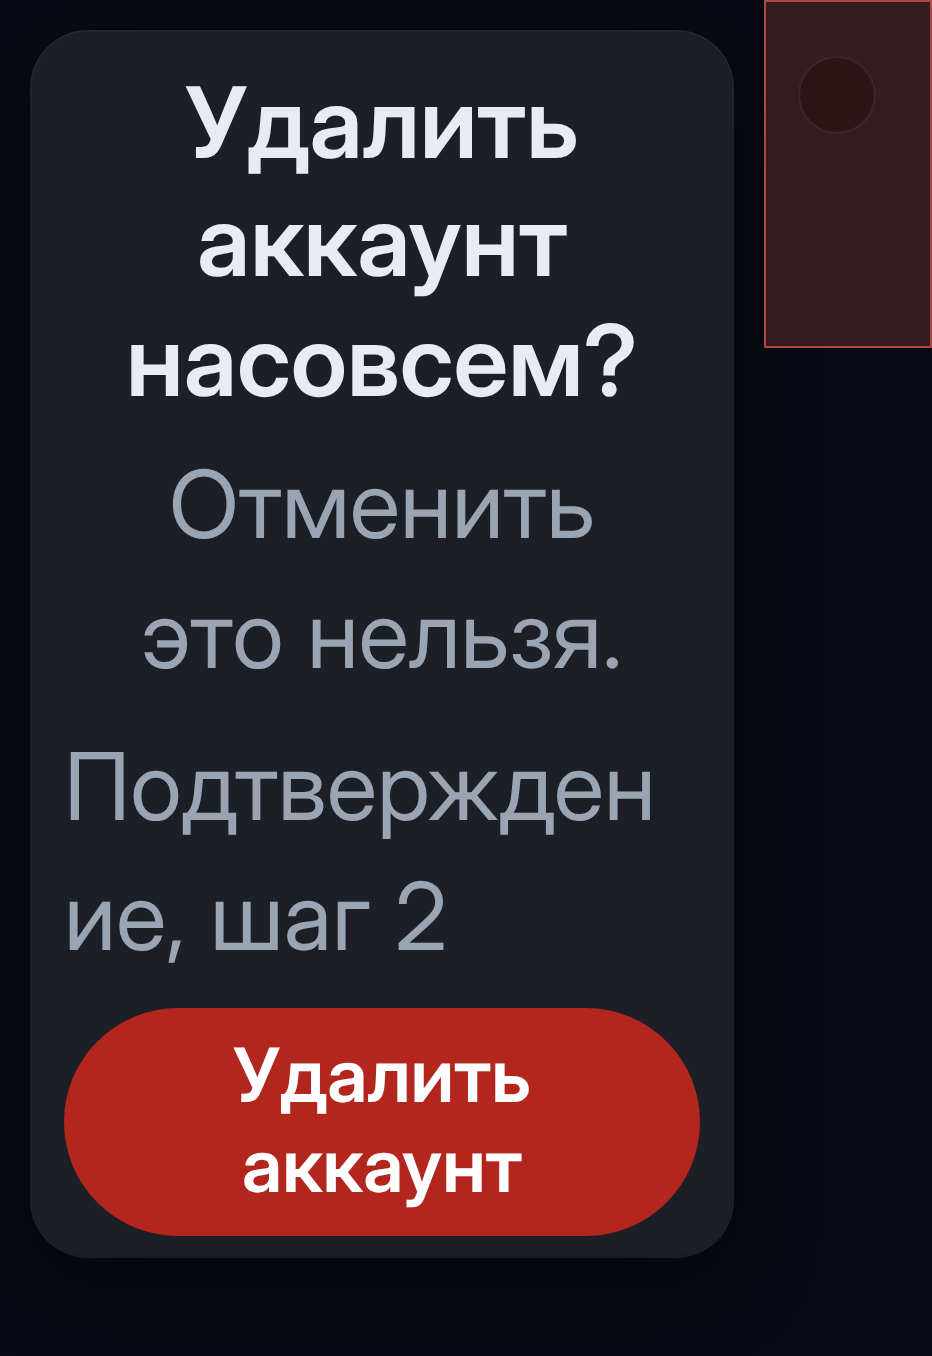 Удалить
аккаунт
насовсем?
Отменить
это нельзя.
Подтвержден
ие, шаг 2
Удалить
аккаунт